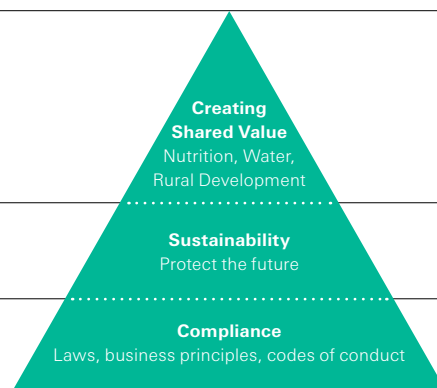 Creating
Shared Value
Nutrition, Water,
Rural Development
Sustainability
Protect the future
Compliance
Laws, business principles, codes of conduct